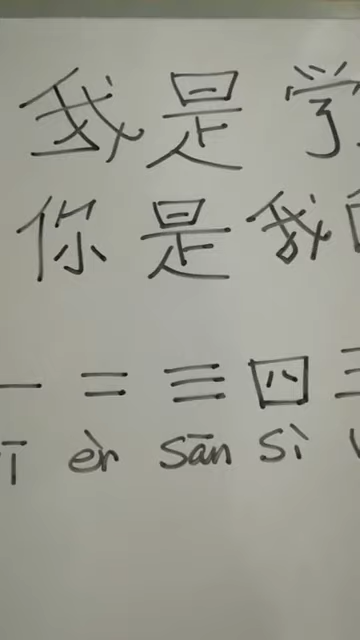 我是学
你是我
一 二 三 四
ī èr sān sì